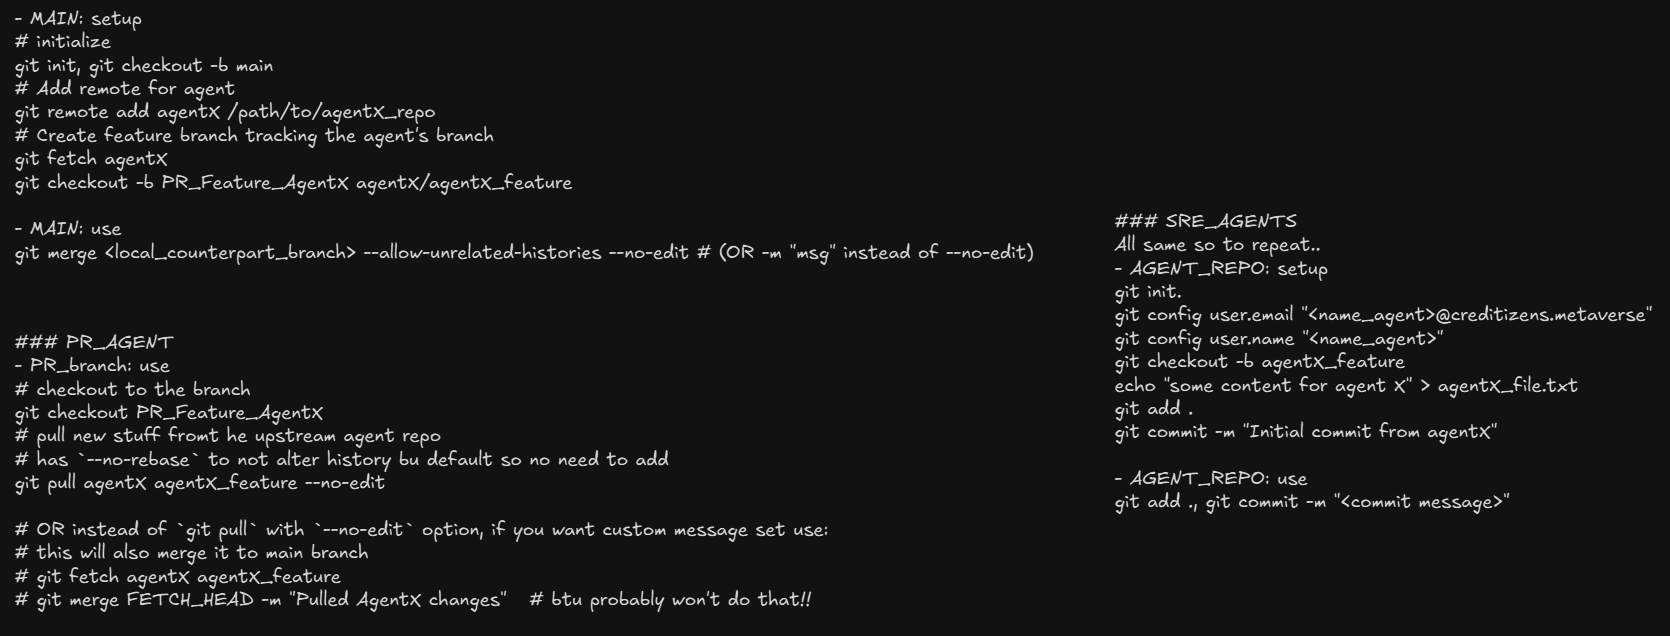 - MAIN: setup
# initialize
git init, git checkout -b main
# Add remote for agent
git remote add agentX /path/to/agentX_repo
# Create feature branch tracking the agent's branch
git fetch agentX
git checkout -b PR_Feature_AgentX agentX/agentX_feature
- MAIN: use
git merge <local_counterpart_branch> --allow-unrelated-histories --no-edit # (OR -m "msg" instead of --no-edit)
### PR_AGENT
- PR_branch: use
# checkout to the branch
git checkout PR_Feature_AgentX
# pull new stuff fromt he upstream agent repo
# has `--no-rebase` to not alter history bu default so no need to add
git pull agentX agentX_feature --no-edit
# OR instead of `git pull` with `--no-edit` option, if you want custom message set use:
# this will also merge it to main branch
# git fetch agentX agentX_feature
# git merge FETCH_HEAD -m "Pulled AgentX changes"   # btu probably won't do that!!
### SRE_AGENTS
All same so to repeat..
- AGENT_REPO: setup
git init.
git config user.email "<name_agent>@creditizens.metaverse"
git config user.name "<name_agent>"
git checkout -b agentX_feature
echo "some content for agent X" > agentX_file.txt
git add .
git commit -m "Initial commit from agentX"
- AGENT_REPO: use
git add ., git commit -m "<commit message>"